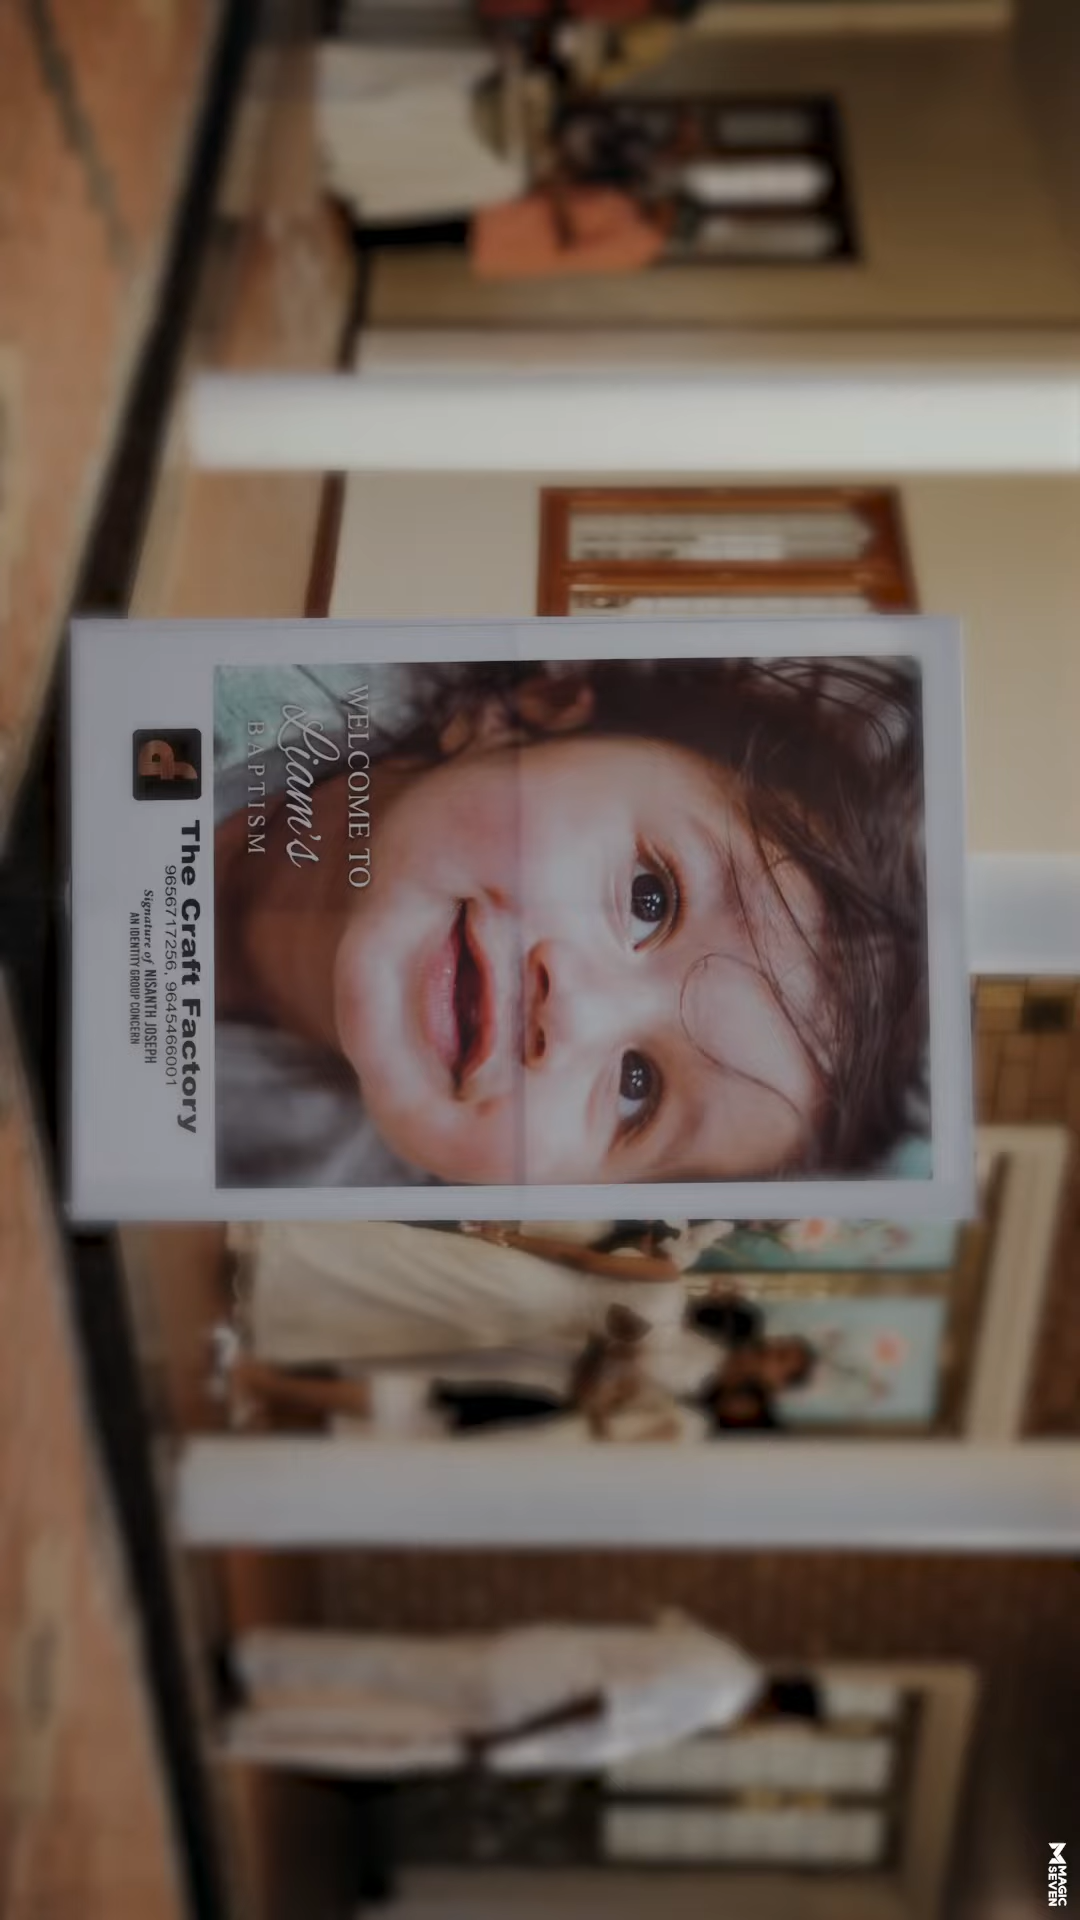 WELCOME TO
Liam's
BAPTISM
The Craft Factory
9656717256, 9645466001
Signature of NISANTH JOSEPH
AN IDENTITY GROUP CONCERN
MAGIC
SEVEN